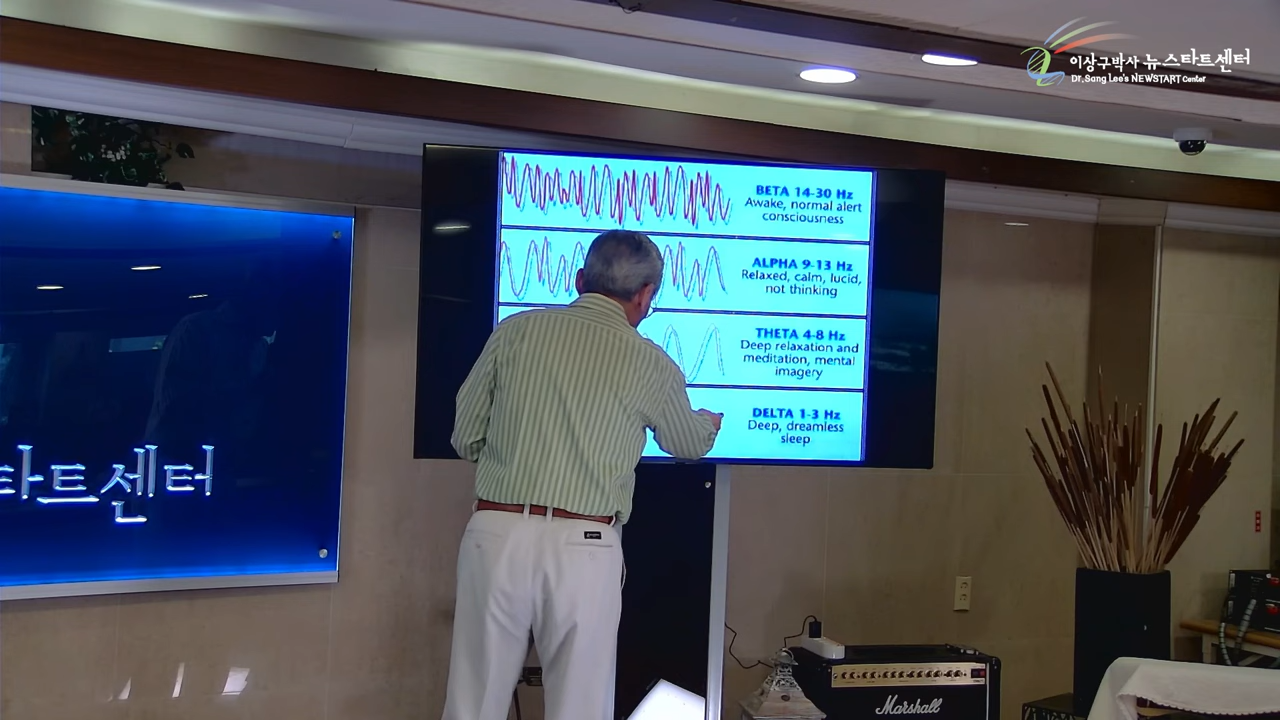 이상구박사 뉴스타트센터
Dr.Sang Lee's NEWSTART Center
BETA 14-30 Hz
Awake, normal alert
consciousness
ALPHA 9-13 Hz
Relaxed, calm, lucid,
not thinking
THETA 4-8 Hz
Deep relaxation and
meditation, mental
imagery
DELTA 1-3 Hz
Deep, dreamless
sleep
타트센터
Marshall